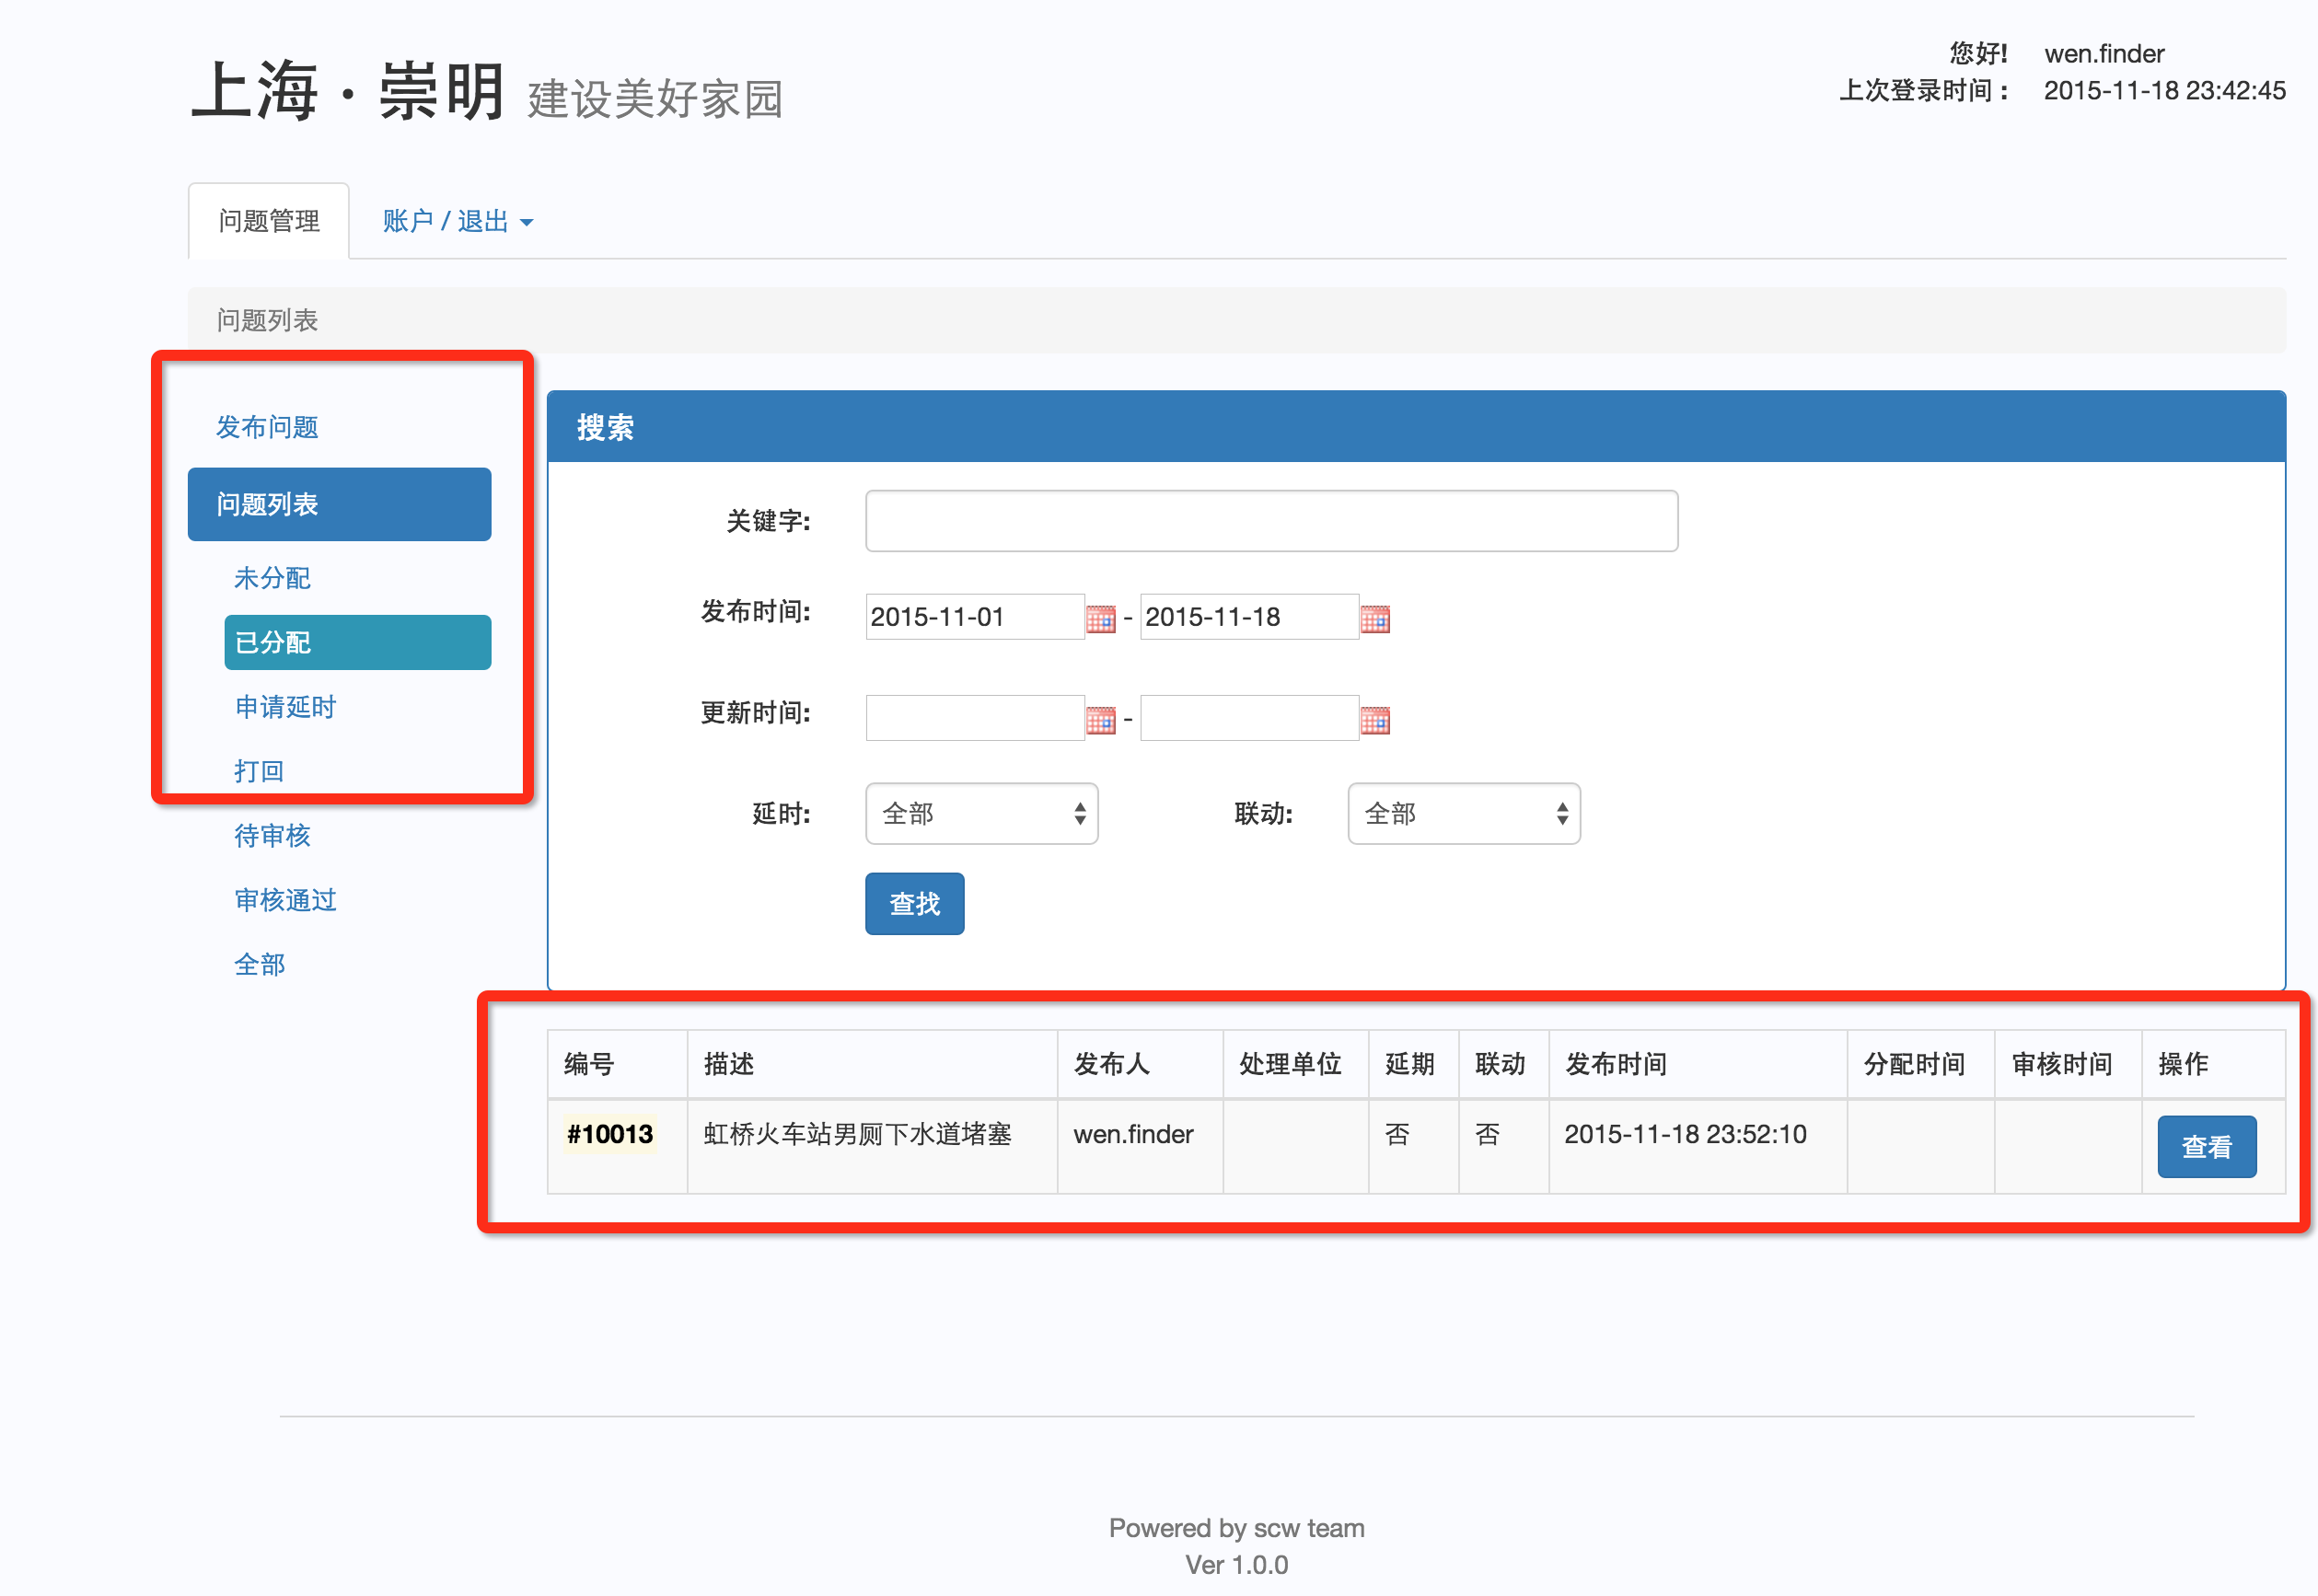 上海 · 崇明 建设美好家园
您好! wen.finder
上次登录时间： 2015-11-18 23:42:45
问题管理 账户 / 退出
问题列表
发布问题
问题列表
未分配
已分配
申请延时
打回
待审核
审核通过
全部
搜索
关键字:
发布时间: 2015-11-01 - 2015-11-18
更新时间: -
延时: 全部 联动: 全部
查找
编号 描述 发布人 处理单位 延期 联动 发布时间 分配时间 审核时间 操作
#10013 虹桥火车站男厕下水道堵塞 wen.finder 否 否 2015-11-18 23:52:10 查看
Powered by scw team
Ver 1.0.0